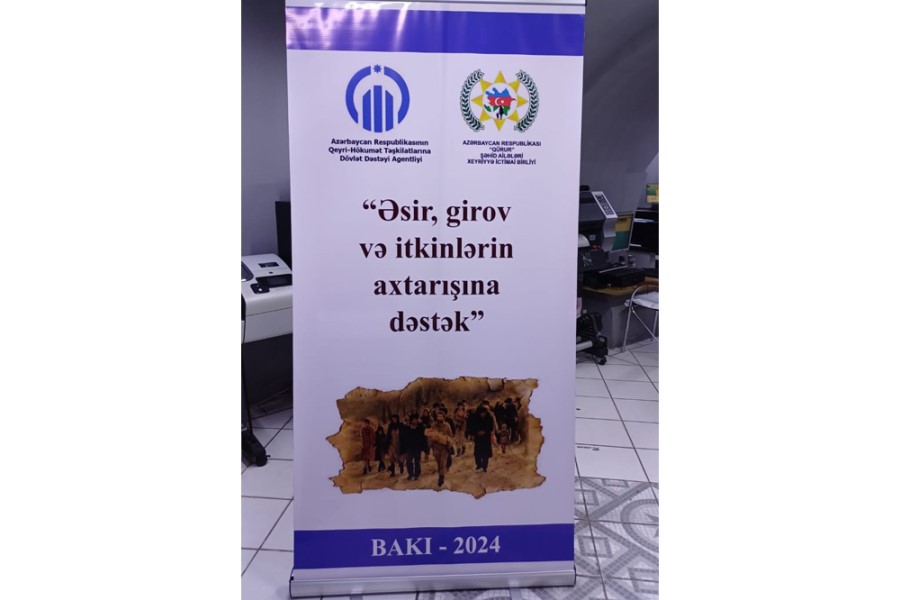 Azərbaycan Respublikasının
Qeyri-Hökumət Təşkilatlarına
Dövlət Dəstəyi Agentliyi
AZƏRBAYCAN RESPUBLİKASI
"QÜRUR"
ŞƏHİD AİLƏLƏRİ
XEYRİYYƏ İCTİMAİ BİRLİYİ
“Əsir, girov
və itkinlərin
axtarışına
dəstək”
BAKI - 2024